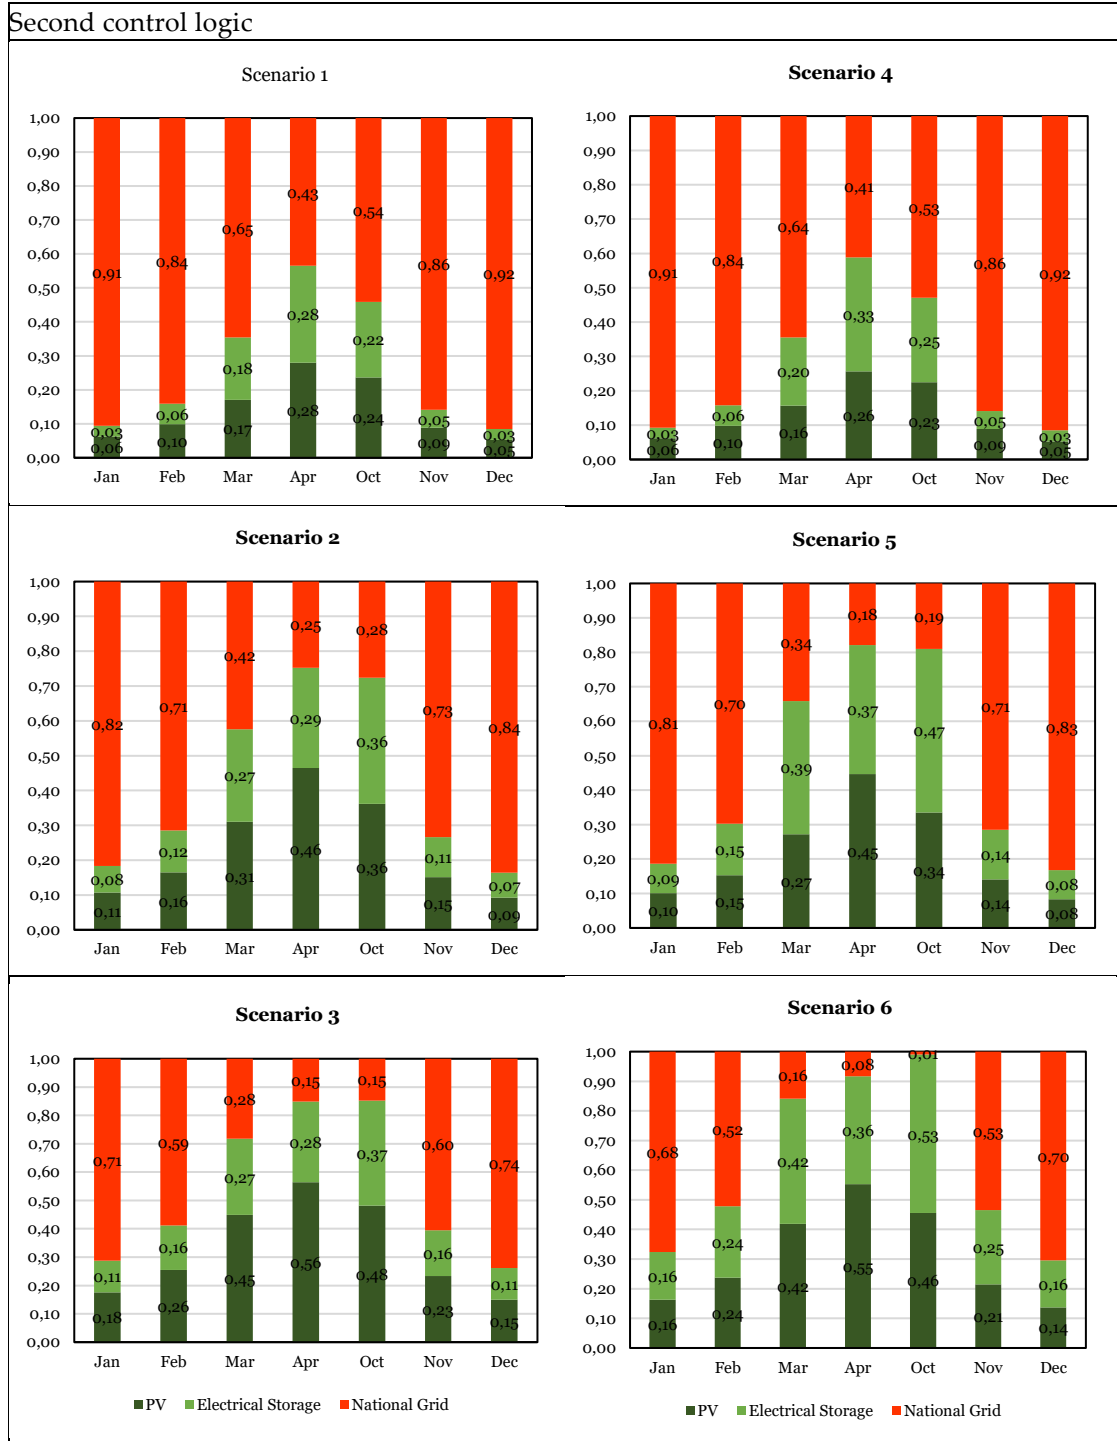 Second control logic
Scenario 1
1,00
0,90
0,80
0,70
0,60
0,50
0,40
0,30
0,20
0,10
0,00
0,91 0,84 0,65 0,43 0,54 0,86 0,92
0,03 0,06 0,18 0,28 0,22 0,05 0,03
0,06 0,10 0,17 0,28 0,24 0,09 0,05
Jan Feb Mar Apr Oct Nov Dec
Scenario 4
1,00
0,90
0,80
0,70
0,60
0,50
0,40
0,30
0,20
0,10
0,00
0,91 0,84 0,64 0,41 0,53 0,86 0,92
0,03 0,06 0,20 0,33 0,25 0,05 0,03
0,06 0,10 0,16 0,26 0,23 0,09 0,05
Jan Feb Mar Apr Oct Nov Dec
Scenario 2
1,00
0,90
0,80
0,70
0,60
0,50
0,40
0,30
0,20
0,10
0,00
0,82 0,71 0,42 0,25 0,28 0,73 0,84
0,08 0,12 0,27 0,29 0,36 0,11 0,07
0,11 0,16 0,31 0,46 0,36 0,15 0,09
Jan Feb Mar Apr Oct Nov Dec
Scenario 5
1,00
0,90
0,80
0,70
0,60
0,50
0,40
0,30
0,20
0,10
0,00
0,81 0,70 0,34 0,18 0,19 0,71 0,83
0,09 0,15 0,39 0,37 0,47 0,14 0,08
0,10 0,15 0,27 0,45 0,34 0,14 0,08
Jan Feb Mar Apr Oct Nov Dec
Scenario 3
1,00
0,90
0,80
0,70
0,60
0,50
0,40
0,30
0,20
0,10
0,00
0,71 0,59 0,28 0,15 0,15 0,60 0,74
0,11 0,16 0,27 0,28 0,37 0,16 0,11
0,18 0,26 0,45 0,56 0,48 0,23 0,15
Jan Feb Mar Apr Oct Nov Dec
PV Electrical Storage National Grid
Scenario 6
1,00
0,90
0,80
0,70
0,60
0,50
0,40
0,30
0,20
0,10
0,00
0,68 0,52 0,16 0,08 0,01 0,53 0,70
0,16 0,24 0,42 0,36 0,53 0,25 0,16
0,16 0,24 0,42 0,55 0,46 0,21 0,14
Jan Feb Mar Apr Oct Nov Dec
PV Electrical Storage National Grid